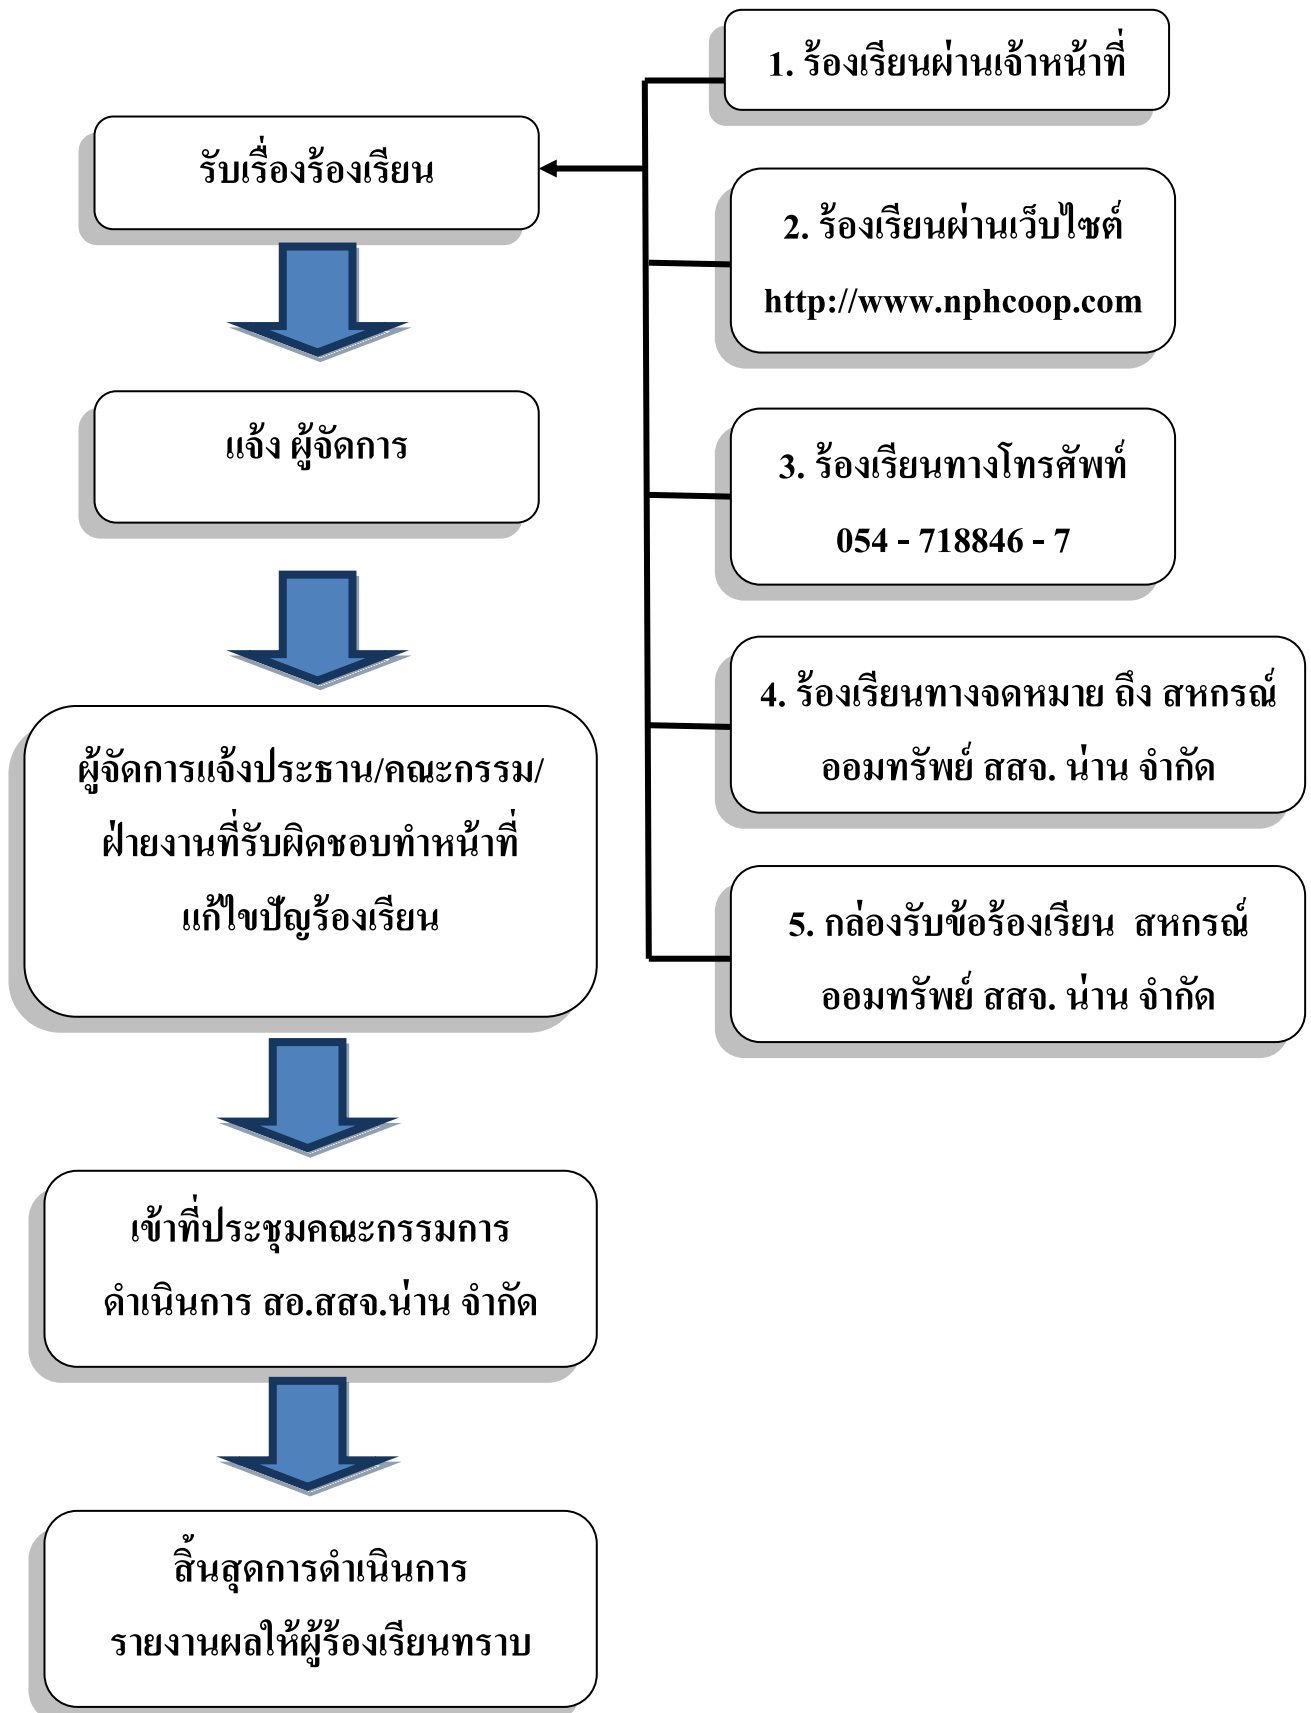 1. ร้องเรียนผ่านเจ้าหน้าที่
รับเรื่องร้องเรียน
2. ร้องเรียนผ่านเว็บไซต์
http://www.nphcoop.com
แจ้ง ผู้จัดการ
3. ร้องเรียนทางโทรศัพท์
054 - 718846 - 7
4. ร้องเรียนทางจดหมาย ถึง สหกรณ์
ออมทรัพย์ สสจ. น่าน จำกัด
ผู้จัดการแจ้งประธาน/คณะกรรม/
ฝ่ายงานที่รับผิดชอบทำหน้าที่
แก้ไขปัญร้องเรียน
5. กล่องรับข้อร้องเรียน  สหกรณ์
ออมทรัพย์ สสจ. น่าน จำกัด
เข้าที่ประชุมคณะกรรมการ
ดำเนินการ สอ.สสจ.น่าน จำกัด
สิ้นสุดการดำเนินการ
รายงานผลให้ผู้ร้องเรียนทราบ